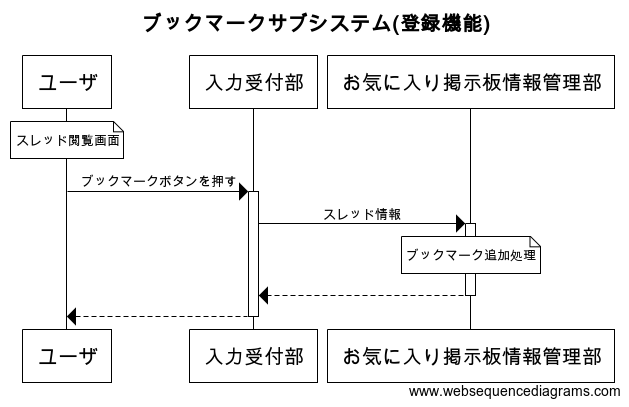 ブックマークサブシステム(登録機能)
ユーザ
入力受付部
お気に入り掲示板情報管理部
スレッド閲覧画面
ブックマークボタンを押す
スレッド情報
ブックマーク追加処理
ユーザ
入力受付部
お気に入り掲示板情報管理部
www.websequencediagrams.com